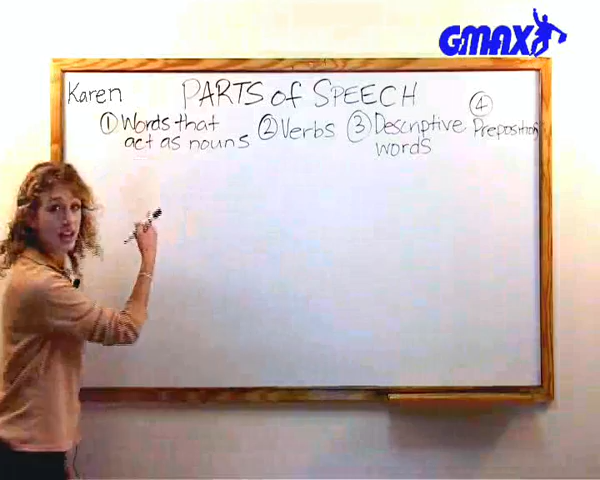 GMAX
Karen
PARTS of SPEECH
① Words that
act as nouns
② Verbs
③ Descriptive
words
④
Prepositions